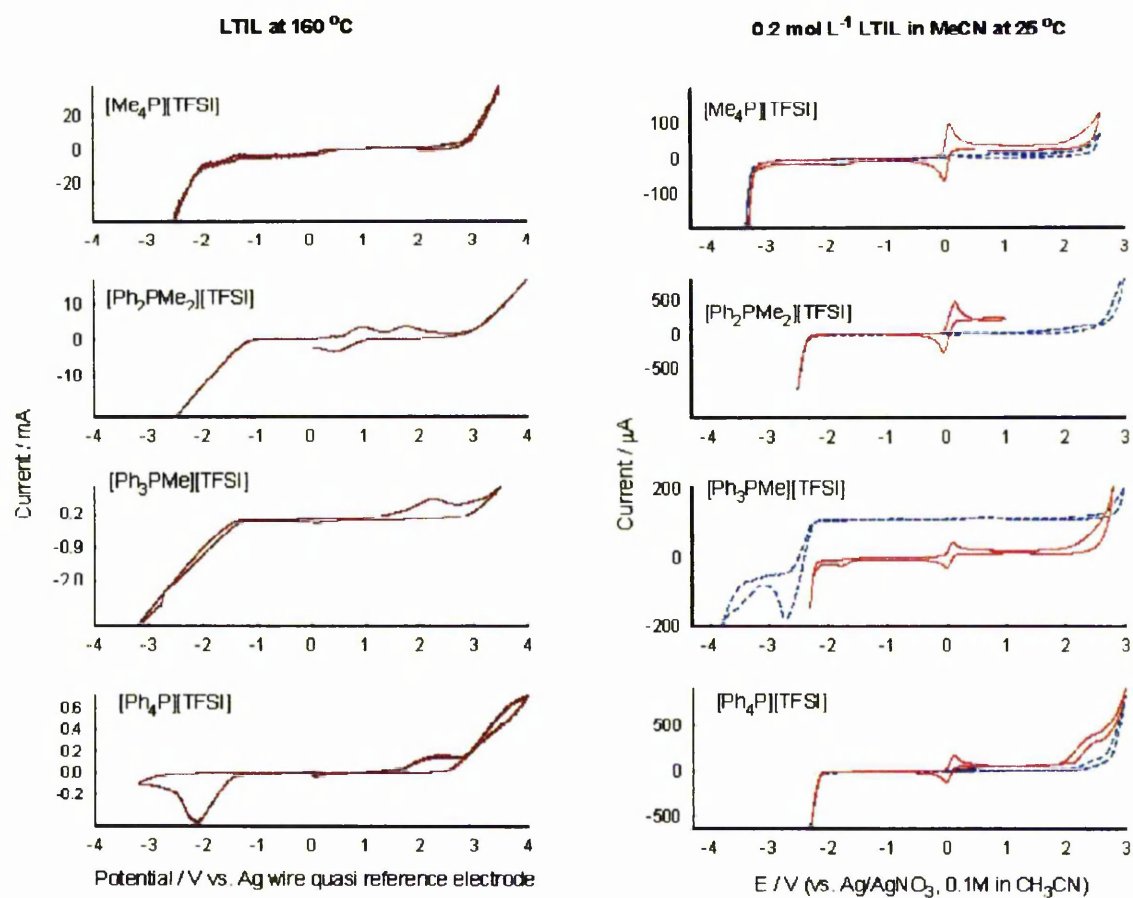 LTIL at 160 ºC
0.2 mol L⁻¹ LTIL in MeCN at 25 ºC
[Me₄P][TFSI]
20
0
-20
-4 -3 -2 -1 0 1 2 3 4
[Ph₂PMe₂][TFSI]
10
0
-10
-4 -3 -2 -1 0 1 2 3 4
[Ph₃PMe][TFSI]
0.2
-0.9
-2.0
-4 -3 -2 -1 0 1 2 3 4
[Ph₄P][TFSI]
0.6
0.4
0.2
0.0
-0.2
-4 -3 -2 -1 0 1 2 3 4
Current / mA
Potential / V vs. Ag wire quasi reference electrode
[Me₄P][TFSI]
100
0
-100
-4 -3 -2 -1 0 1 2 3
[Ph₂PMe₂][TFSI]
500
0
-500
-4 -3 -2 -1 0 1 2 3
[Ph₃PMe][TFSI]
200
0
-200
-4 -3 -2 -1 0 1 2 3
[Ph₄P][TFSI]
500
0
-500
-4 -3 -2 -1 0 1 2 3
Current / µA
E / V (vs. Ag/AgNO₃, 0.1M in CH₃CN)